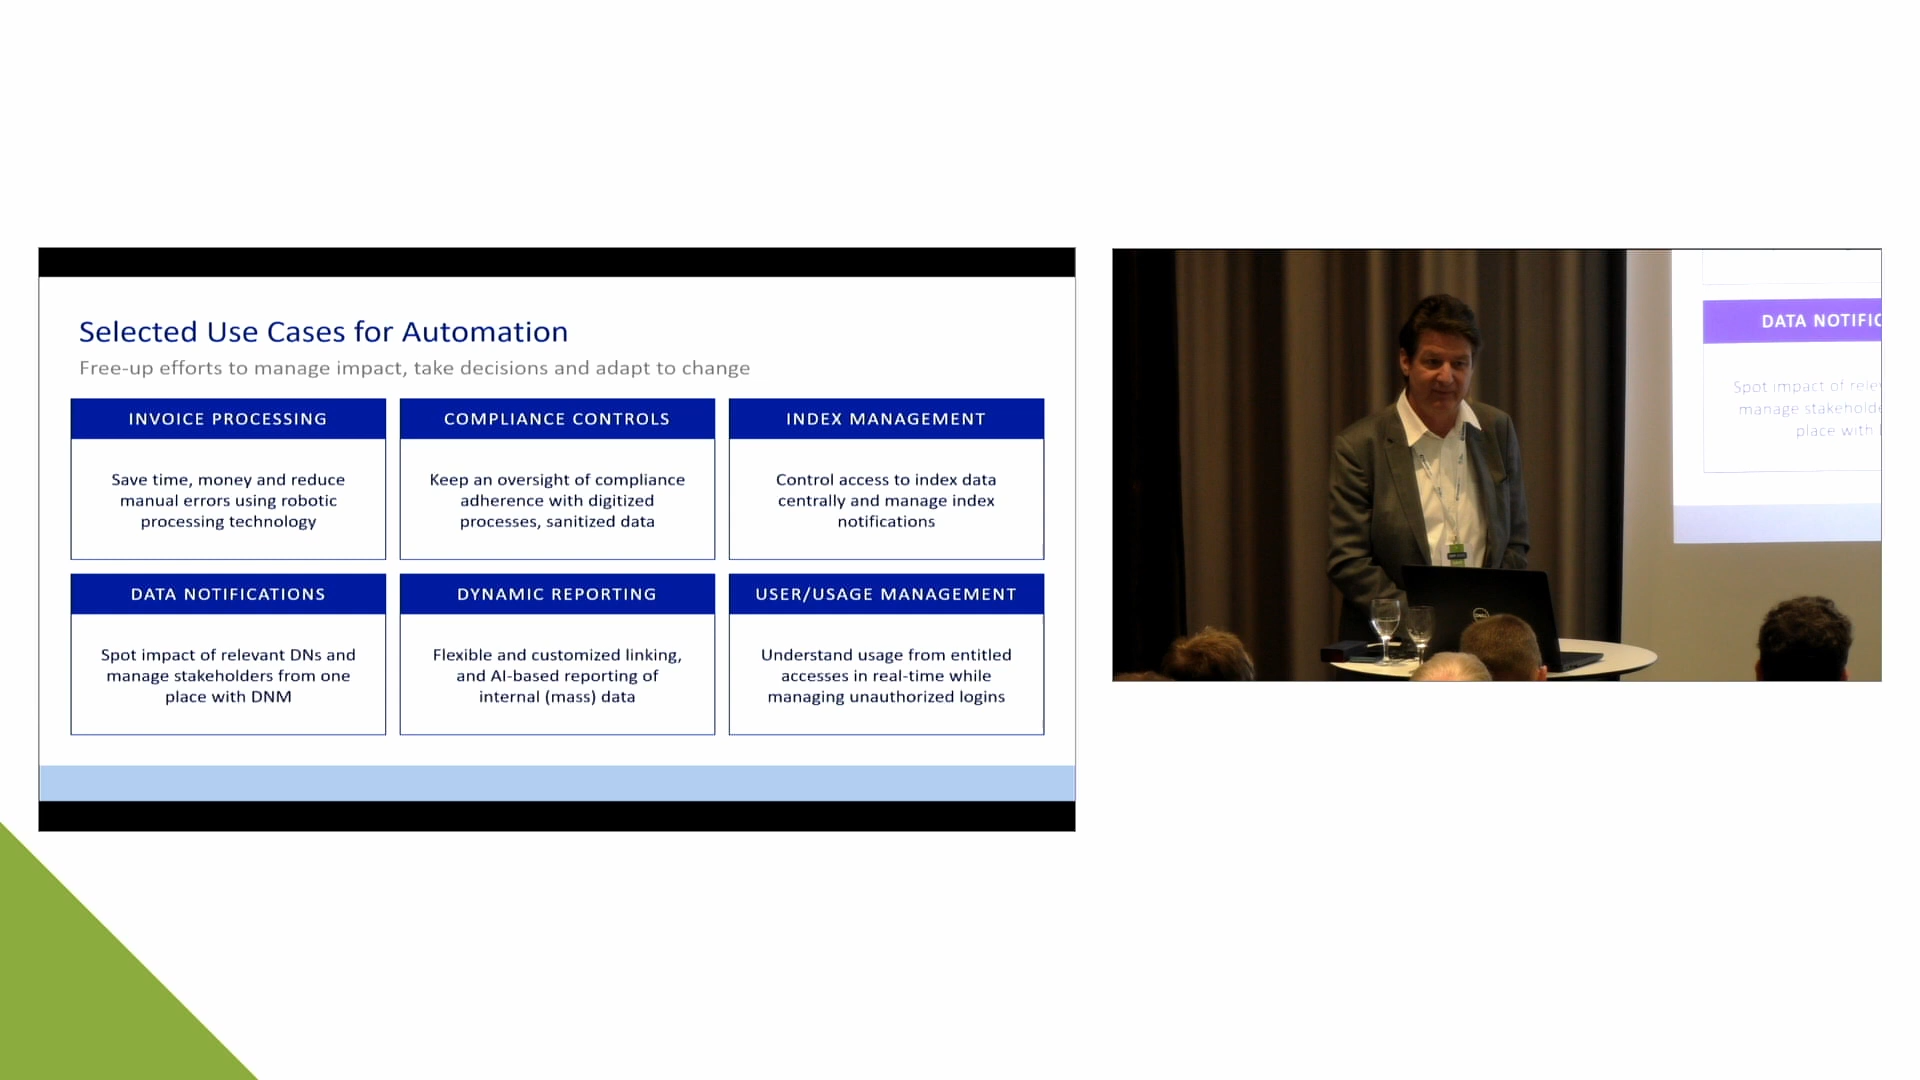 Selected Use Cases for Automation
Free-up efforts to manage impact, take decisions and adapt to change
INVOICE PROCESSING
Save time, money and reduce
manual errors using robotic
processing technology
COMPLIANCE CONTROLS
Keep an oversight of compliance
adherence with digitized
processes, sanitized data
INDEX MANAGEMENT
Control access to index data
centrally and manage index
notifications
DATA NOTIFICATIONS
Spot impact of relevant DNs and
manage stakeholders from one
place with DNM
DYNAMIC REPORTING
Flexible and customized linking,
and AI-based reporting of
internal (mass) data
USER/USAGE MANAGEMENT
Understand usage from entitled
accesses in real-time while
managing unauthorized logins
DATA NOTIFIC
Spot impact of rele
manage stakeholde
place with
DELL